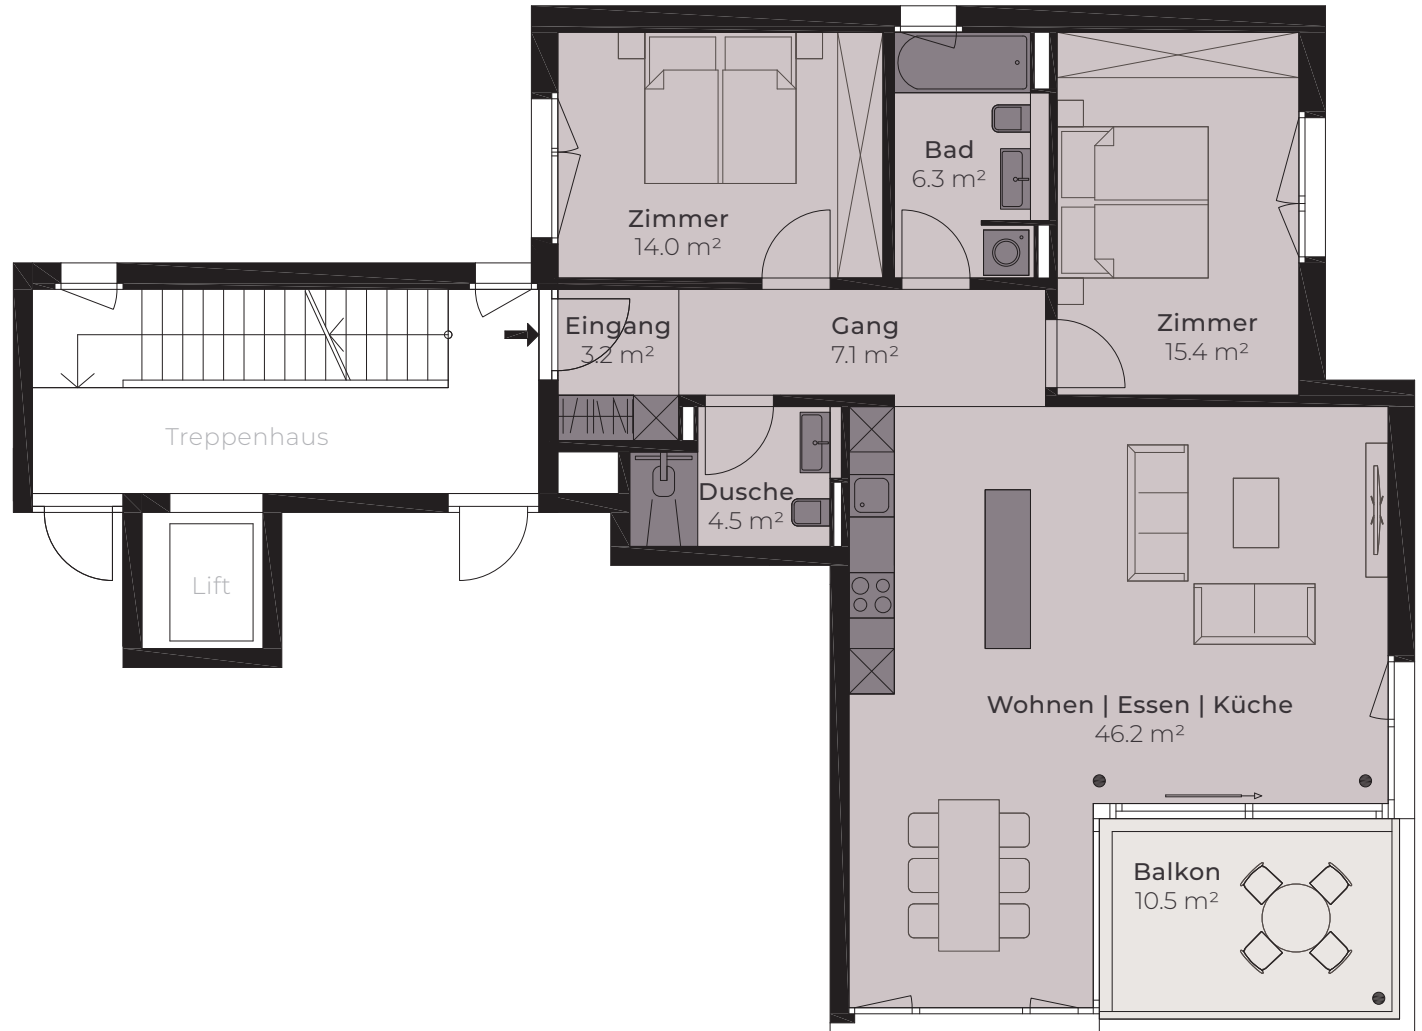 Bad
6.3 m²
Zimmer
14.0 m²
Eingang
3.2 m²
Gang
7.1 m²
Zimmer
15.4 m²
Treppenhaus
Dusche
4.5 m²
Lift
Wohnen | Essen | Küche
46.2 m²
Balkon
10.5 m²